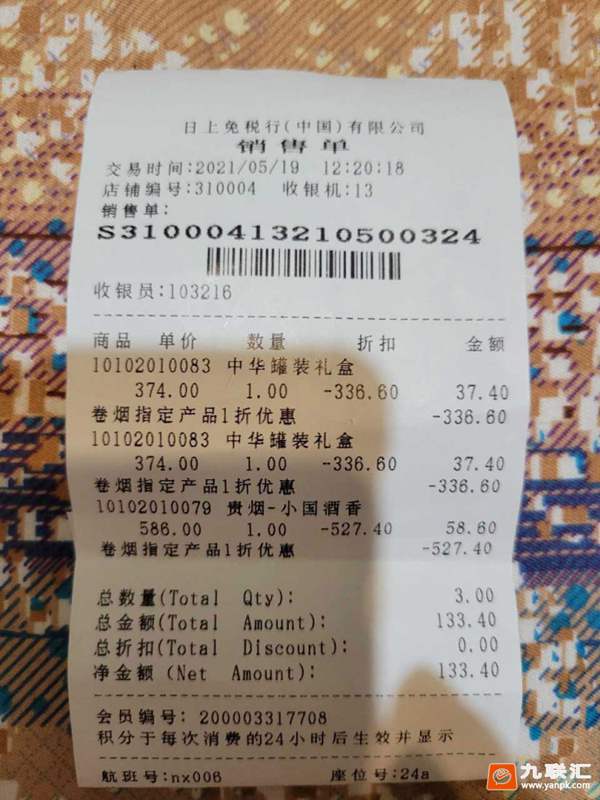 日上免税行(中国)有限公司
销售单
交易时间:2021/05/19 12:20:18
店铺编号:310004 收银机:13
销售单:
S31000413210500324
收银员:103216
商品 单价 数量 折扣 金额
10102010083 中华罐装礼盒
374.00 1.00 -336.60 37.40
卷烟指定产品1折优惠 -336.60
10102010083 中华罐装礼盒
374.00 1.00 -336.60 37.40
卷烟指定产品1折优惠 -336.60
10102010079 贵烟-小国酒香
586.00 1.00 -527.40 58.60
卷烟指定产品1折优惠 -527.40
总数量(Total Qty): 3.00
总金额(Total Amount): 133.40
总折扣(Total Discount): 0.00
净金额 (Net Amount): 133.40
会员编号: 200003317708
积分于每次消费的24小时后生效并显示
航班号:nx006 座位号:24a
九联汇
www.yanpk.com